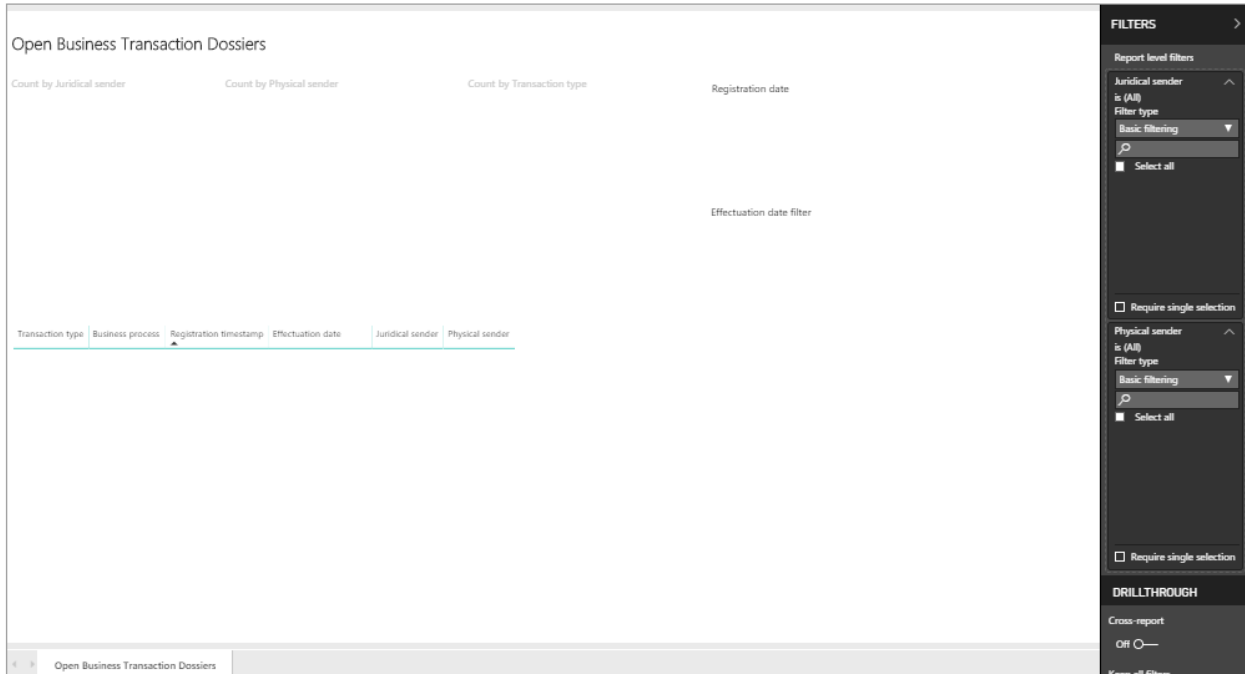 Open Business Transaction Dossiers
Count by Juridical sender
Count by Physical sender
Count by Transaction type
Registration date
Effectuation date filter
Transaction type Business process Registration timestamp Effectuation date Juridical sender Physical sender
Open Business Transaction Dossiers
FILTERS
Report level filters
Juridical sender
is (All)
Filter type
Basic filtering
Select all
Require single selection
Physical sender
is (All)
Filter type
Basic filtering
Select all
Require single selection
DRILLTHROUGH
Cross-report
Off
Keep all filters